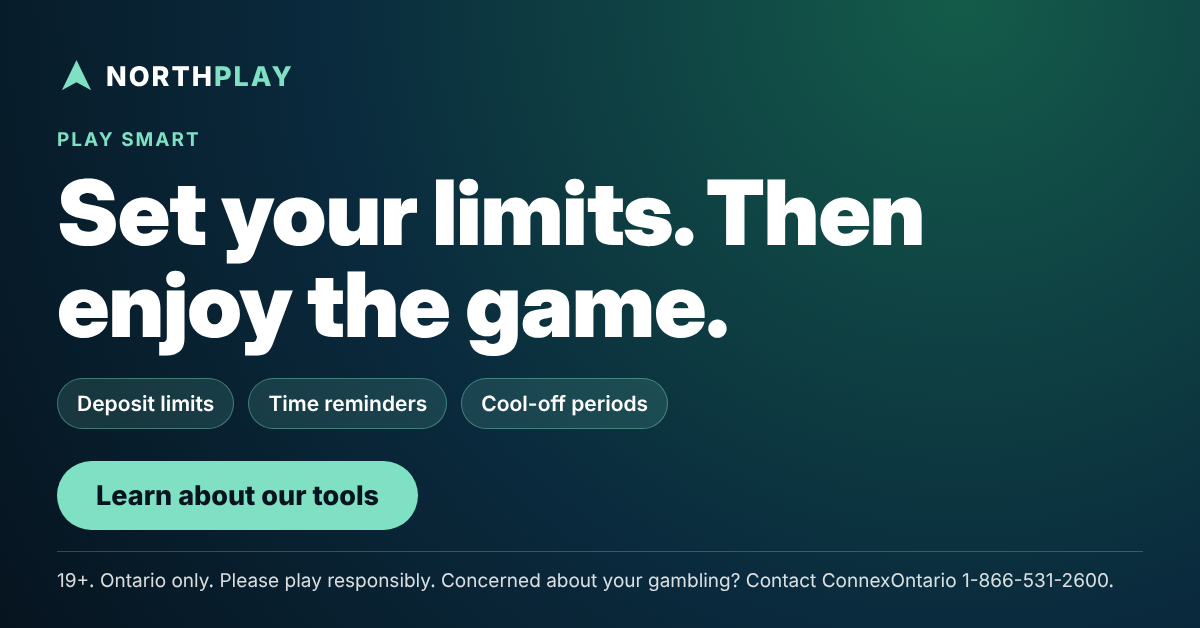 NORTHPLAY
PLAY SMART
Set your limits. Then
enjoy the game.
Deposit limits
Time reminders
Cool-off periods
Learn about our tools
19+. Ontario only. Please play responsibly. Concerned about your gambling? Contact ConnexOntario 1-866-531-2600.